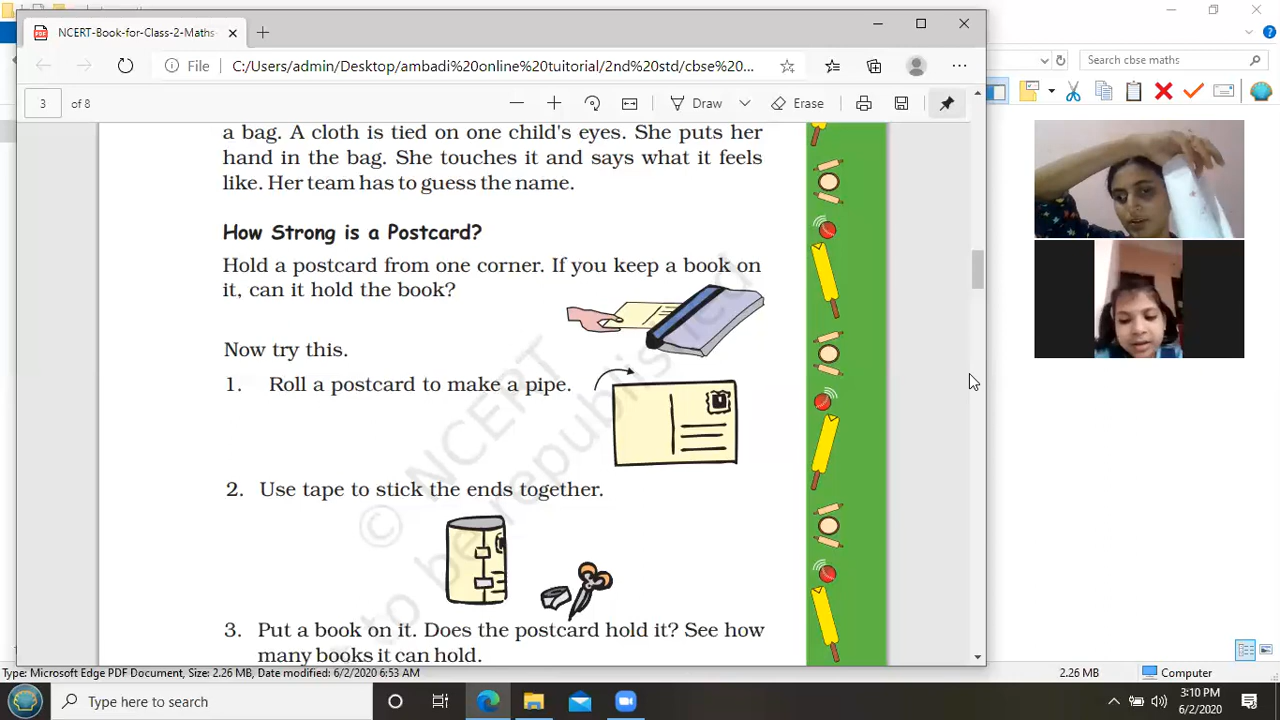 NCERT-Book-for-Class-2-Maths
File
C:/Users/admin/Desktop/ambadi%20online%20tuitorial/2nd%20std/cbse%20...
Search cbse maths
3 of 8
Draw
Erase
a bag. A cloth is tied on one child's eyes. She puts her
hand in the bag. She touches it and says what it feels
like. Her team has to guess the name.
How Strong is a Postcard?
Hold a postcard from one corner. If you keep a book on
it, can it hold the book?
Now try this.
1. Roll a postcard to make a pipe.
2. Use tape to stick the ends together.
3. Put a book on it. Does the postcard hold it? See how
many books it can hold.
© NCERT
to be republished
Type: Microsoft Edge PDF Document, Size: 2.26 MB, Date modified: 6/2/2020 6:53 AM
2.26 MB
Computer
Type here to search
3:10 PM
6/2/2020